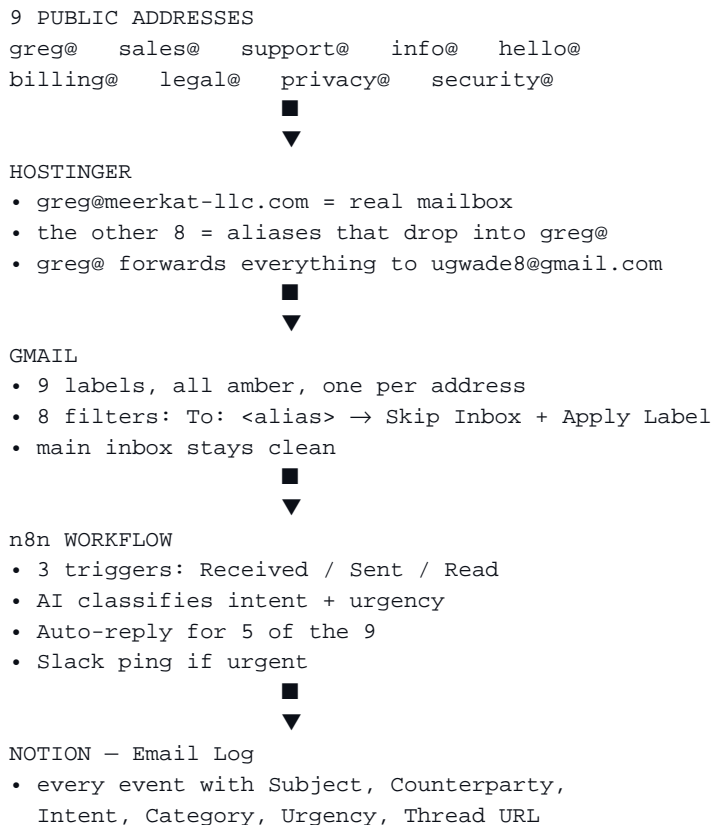 9 PUBLIC ADDRESSES
greg@ sales@ support@ info@ hello@
billing@ legal@ privacy@ security@
■
▼
HOSTINGER
• greg@meerkat-llc.com = real mailbox
• the other 8 = aliases that drop into greg@
• greg@ forwards everything to ugwade8@gmail.com
■
▼
GMAIL
• 9 labels, all amber, one per address
• 8 filters: To: <alias> → Skip Inbox + Apply Label
• main inbox stays clean
■
▼
n8n WORKFLOW
• 3 triggers: Received / Sent / Read
• AI classifies intent + urgency
• Auto-reply for 5 of the 9
• Slack ping if urgent
■
▼
NOTION — Email Log
• every event with Subject, Counterparty,
Intent, Category, Urgency, Thread URL